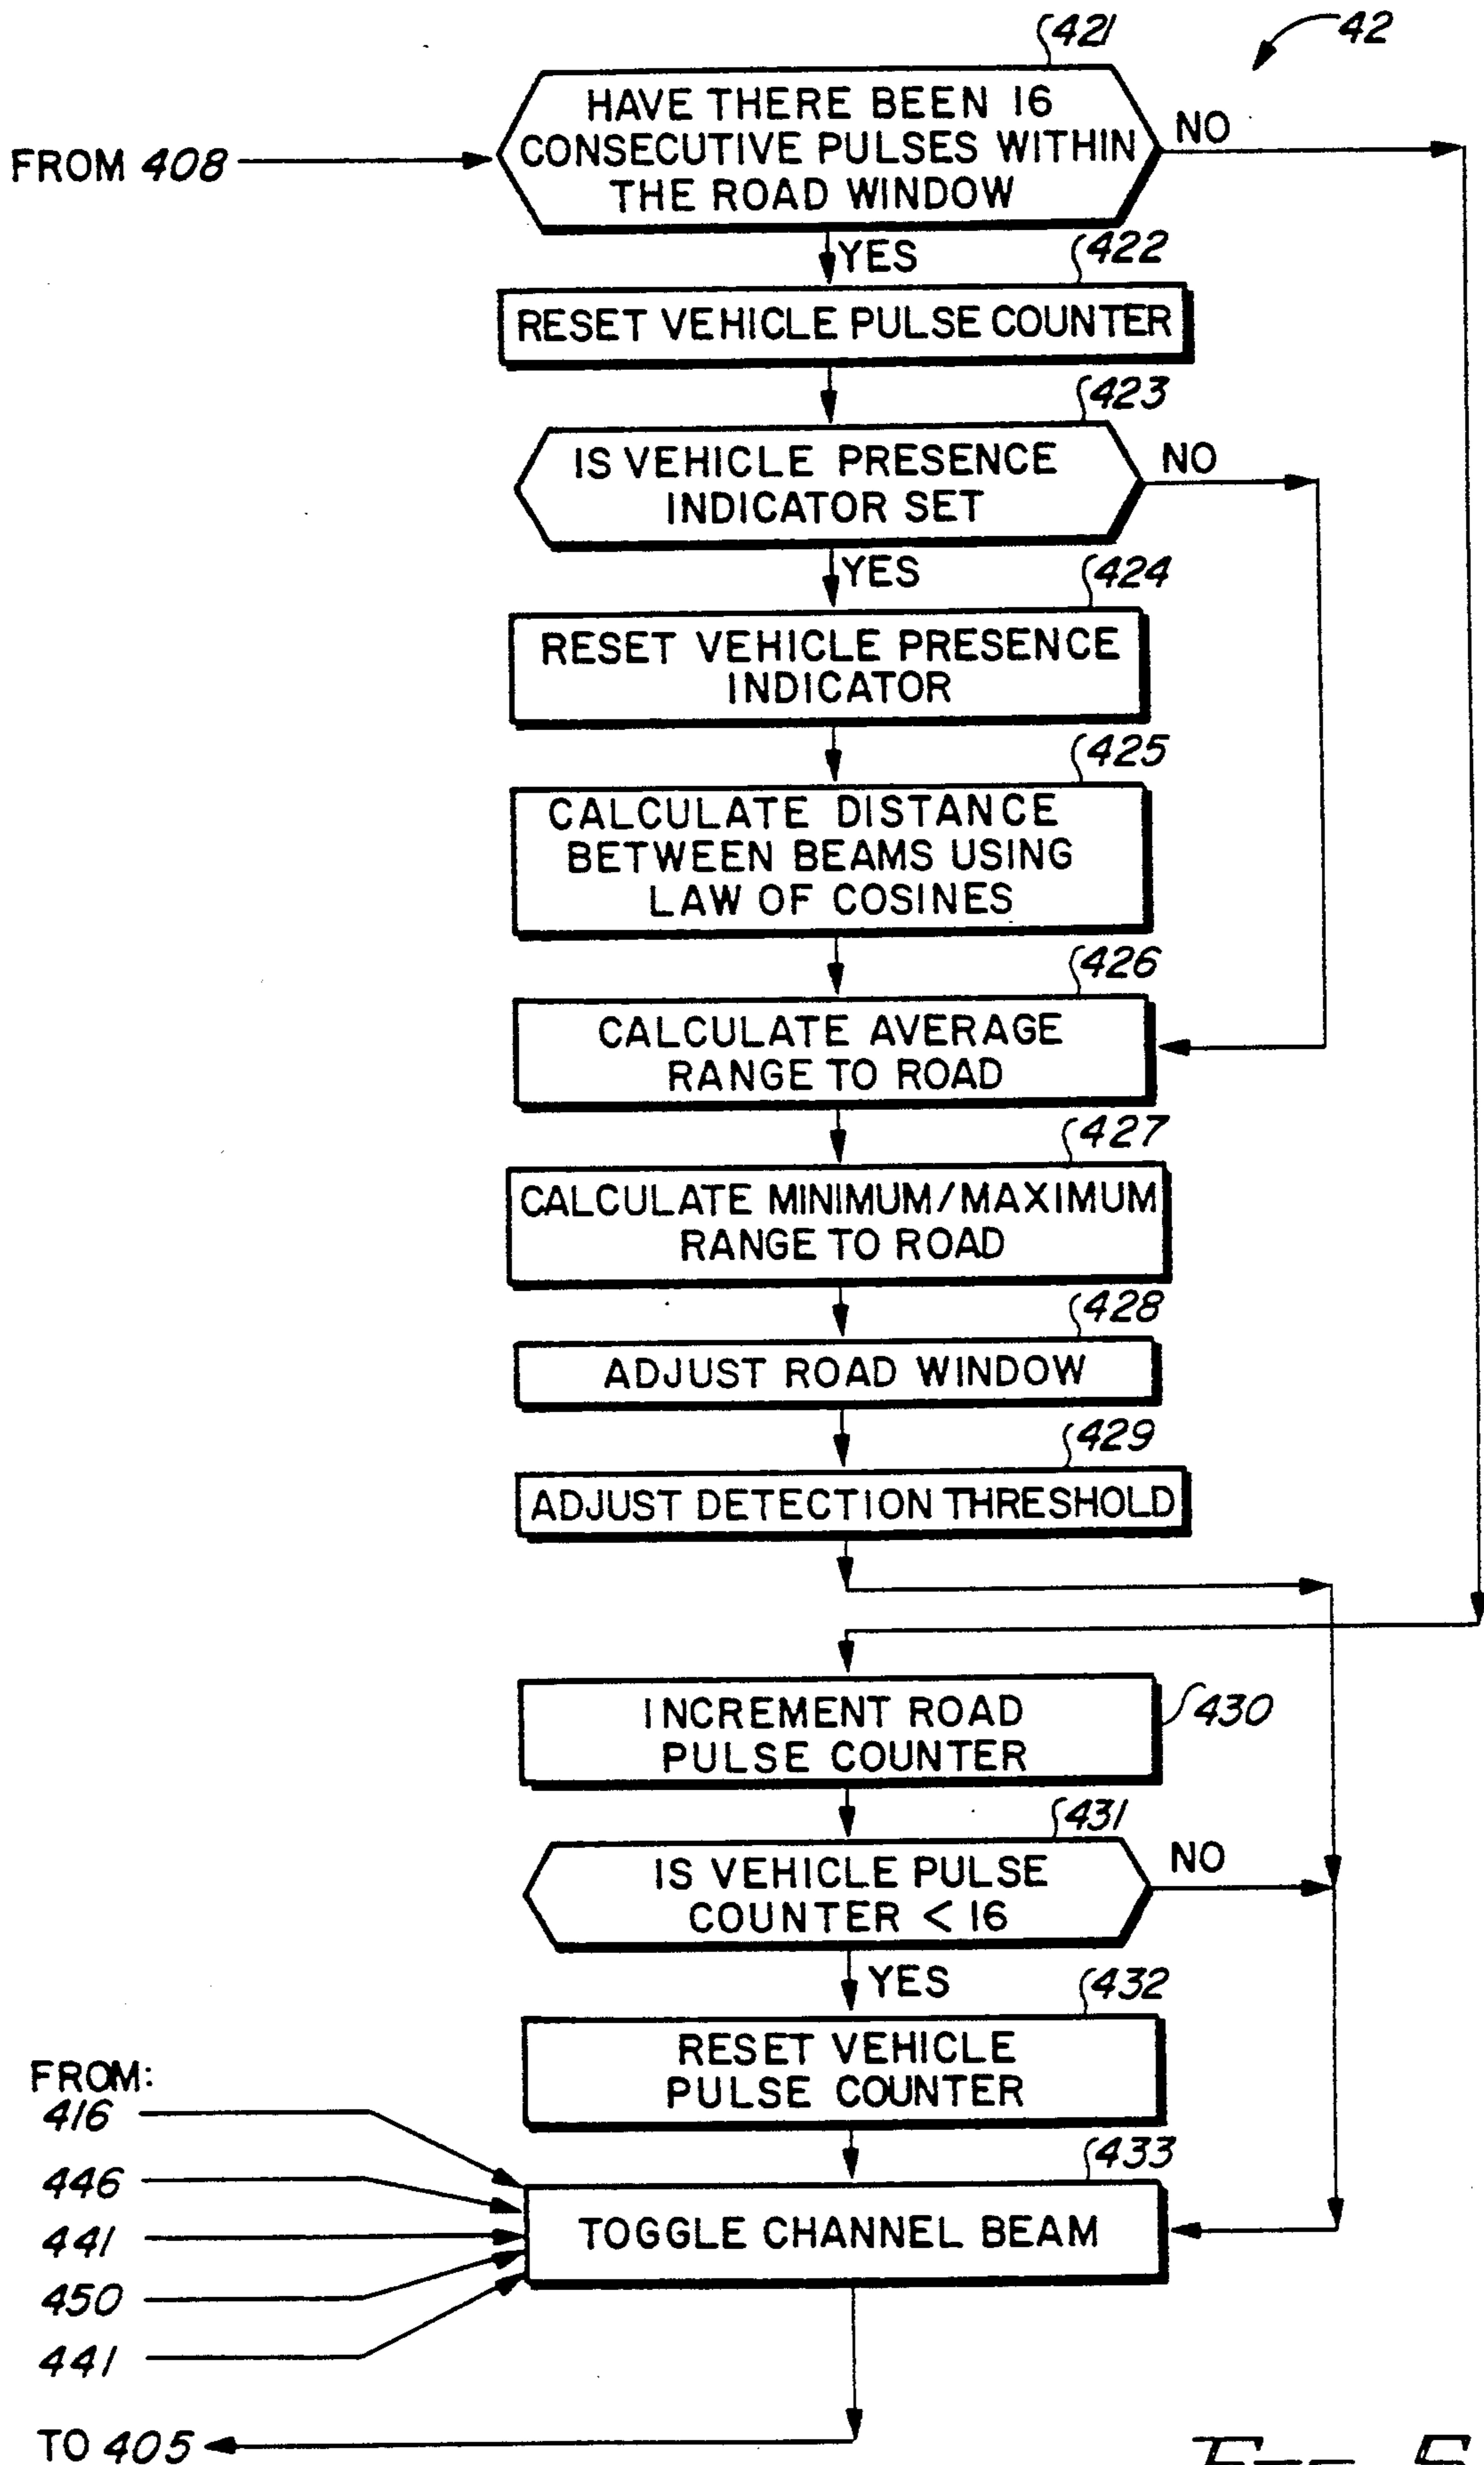 421
42
HAVE THERE BEEN 16
CONSECUTIVE PULSES WITHIN
THE ROAD WINDOW
NO
FROM 408
YES
422
RESET VEHICLE PULSE COUNTER
423
IS VEHICLE PRESENCE
INDICATOR SET
NO
YES
424
RESET VEHICLE PRESENCE
INDICATOR
425
CALCULATE DISTANCE
BETWEEN BEAMS USING
LAW OF COSINES
426
CALCULATE AVERAGE
RANGE TO ROAD
427
CALCULATE MINIMUM/MAXIMUM
RANGE TO ROAD
428
ADJUST ROAD WINDOW
429
ADJUST DETECTION THRESHOLD
430
INCREMENT ROAD
PULSE COUNTER
431
IS VEHICLE PULSE
COUNTER < 16
NO
YES
432
RESET VEHICLE
PULSE COUNTER
FROM:
416
446
441
450
441
433
TOGGLE CHANNEL BEAM
TO 405